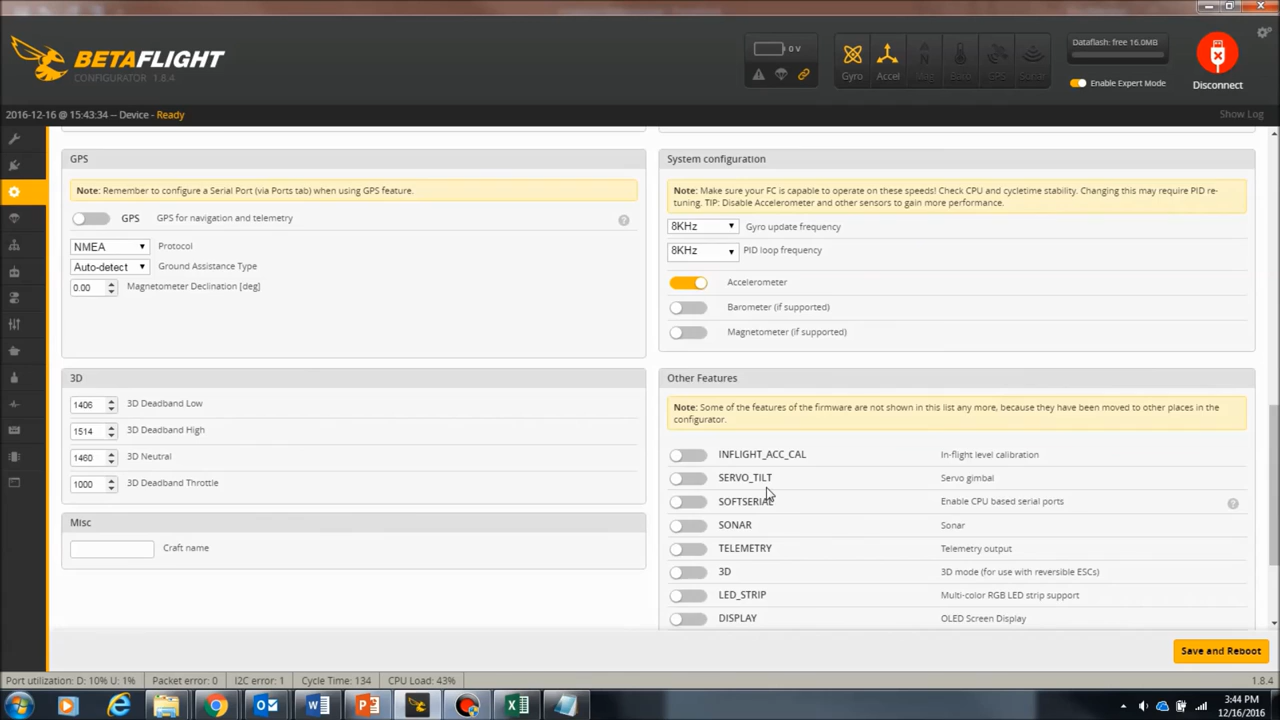 BETAFLIGHT
CONFIGURATOR 1.8.4
0 V
Gyro
Accel
Mag
Baro
GPS
Sonar
Dataflash: free 16.0MB
Enable Expert Mode
Disconnect
2016-12-16 @ 15:43:34 -- Device - Ready
Show Log
GPS
Note: Remember to configure a Serial Port (via Ports tab) when using GPS feature.
GPS GPS for navigation and telemetry
NMEA Protocol
Auto-detect Ground Assistance Type
0.00 Magnetometer Declination [deg]
System configuration
Note: Make sure your FC is capable to operate on these speeds! Check CPU and cycletime stability. Changing this may require PID re-
tuning. TIP: Disable Accelerometer and other sensors to gain more performance.
8KHz Gyro update frequency
8KHz PID loop frequency
Accelerometer
Barometer (if supported)
Magnetometer (if supported)
3D
1406 3D Deadband Low
1514 3D Deadband High
1460 3D Neutral
1000 3D Deadband Throttle
Misc
Craft name
Other Features
Note: Some of the features of the firmware are not shown in this list any more, because they have been moved to other places in the
configurator.
INFLIGHT_ACC_CAL In-flight level calibration
SERVO_TILT Servo gimbal
SOFTSERIAL Enable CPU based serial ports
SONAR Sonar
TELEMETRY Telemetry output
3D 3D mode (for use with reversible ESCs)
LED_STRIP Multi-color RGB LED strip support
DISPLAY OLED Screen Display
Save and Reboot
Port utilization: D: 10% U: 1% Packet error: 0 I2C error: 1 Cycle Time: 134 CPU Load: 43% 1.8.4
3:44 PM
12/16/2016